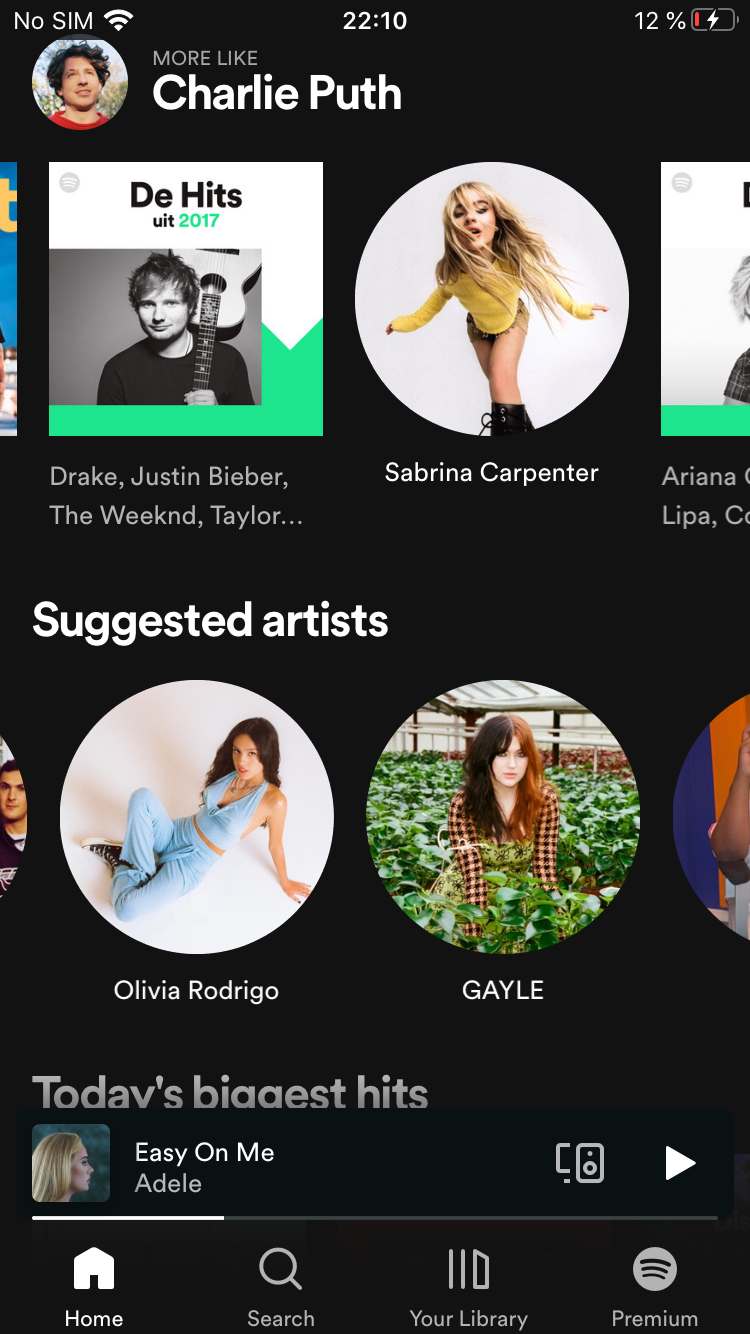 No SIM 22:10 12 %
MORE LIKE
Charlie Puth
De Hits
uit 2017
Drake, Justin Bieber,
The Weeknd, Taylor...
Sabrina Carpenter
Ariana
Lipa,
Suggested artists
Olivia Rodrigo
GAYLE
Today's biggest hits
Easy On Me
Adele
Home Search Your Library Premium